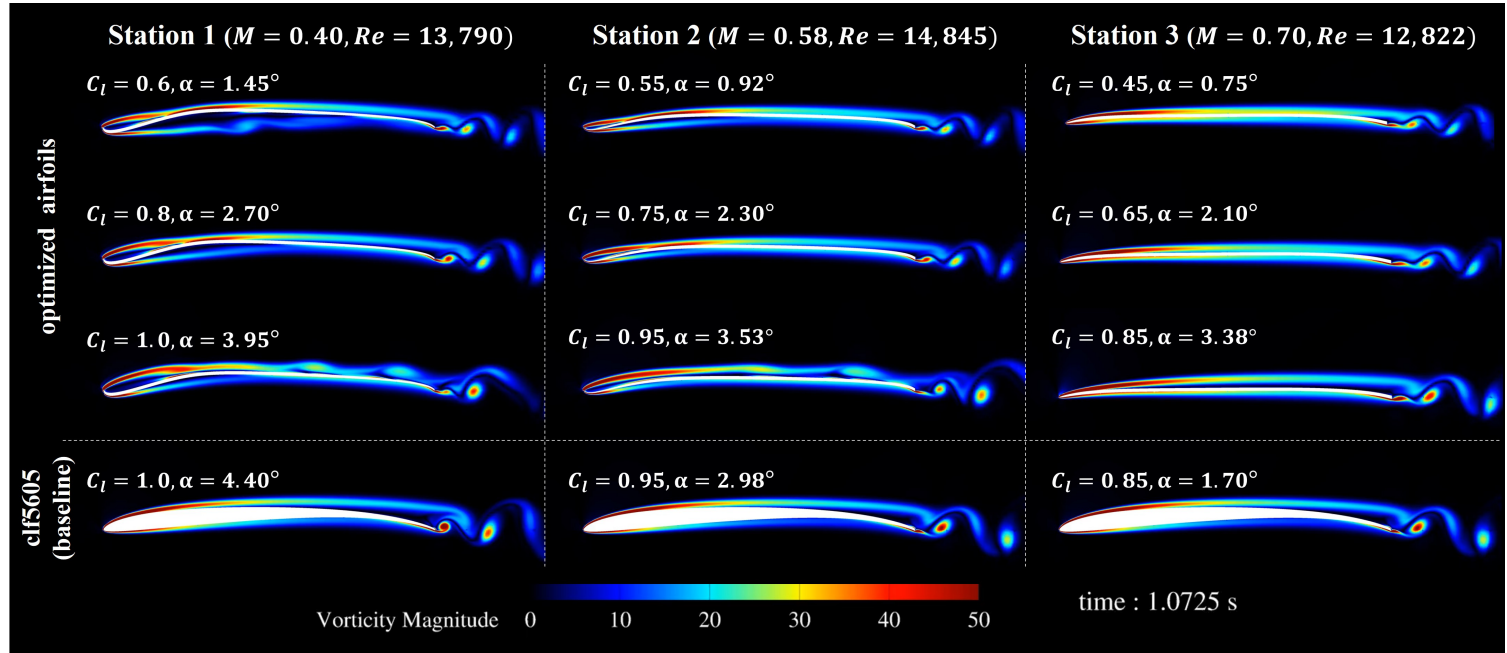 Station 1 (M = 0.40, Re = 13,790)
Station 2 (M = 0.58, Re = 14,845)
Station 3 (M = 0.70, Re = 12,822)
optimized airfoils
C_l = 0.6, α = 1.45°
C_l = 0.55, α = 0.92°
C_l = 0.45, α = 0.75°
C_l = 0.8, α = 2.70°
C_l = 0.75, α = 2.30°
C_l = 0.65, α = 2.10°
C_l = 1.0, α = 3.95°
C_l = 0.95, α = 3.53°
C_l = 0.85, α = 3.38°
clf5605
(baseline)
C_l = 1.0, α = 4.40°
C_l = 0.95, α = 2.98°
C_l = 0.85, α = 1.70°
Vorticity Magnitude 0 10 20 30 40 50
time : 1.0725 s